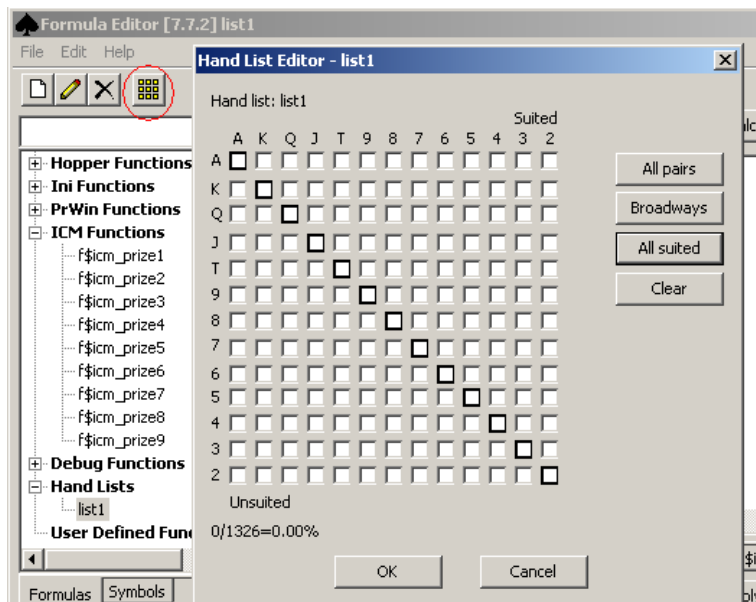 Formula Editor [7.7.2] list1
File Edit Help
Hopper Functions
Ini Functions
PrWin Functions
ICM Functions
f$icm_prize1
f$icm_prize2
f$icm_prize3
f$icm_prize4
f$icm_prize5
f$icm_prize6
f$icm_prize7
f$icm_prize8
f$icm_prize9
Debug Functions
Hand Lists
list1
User Defined Fun
Formulas Symbols
Hand List Editor - list1
Hand list: list1
Suited
A K Q J T 9 8 7 6 5 4 3 2
A
K
Q
J
T
9
8
7
6
5
4
3
2
Unsuited
0/1326=0.00%
All pairs
Broadways
All suited
Clear
OK Cancel